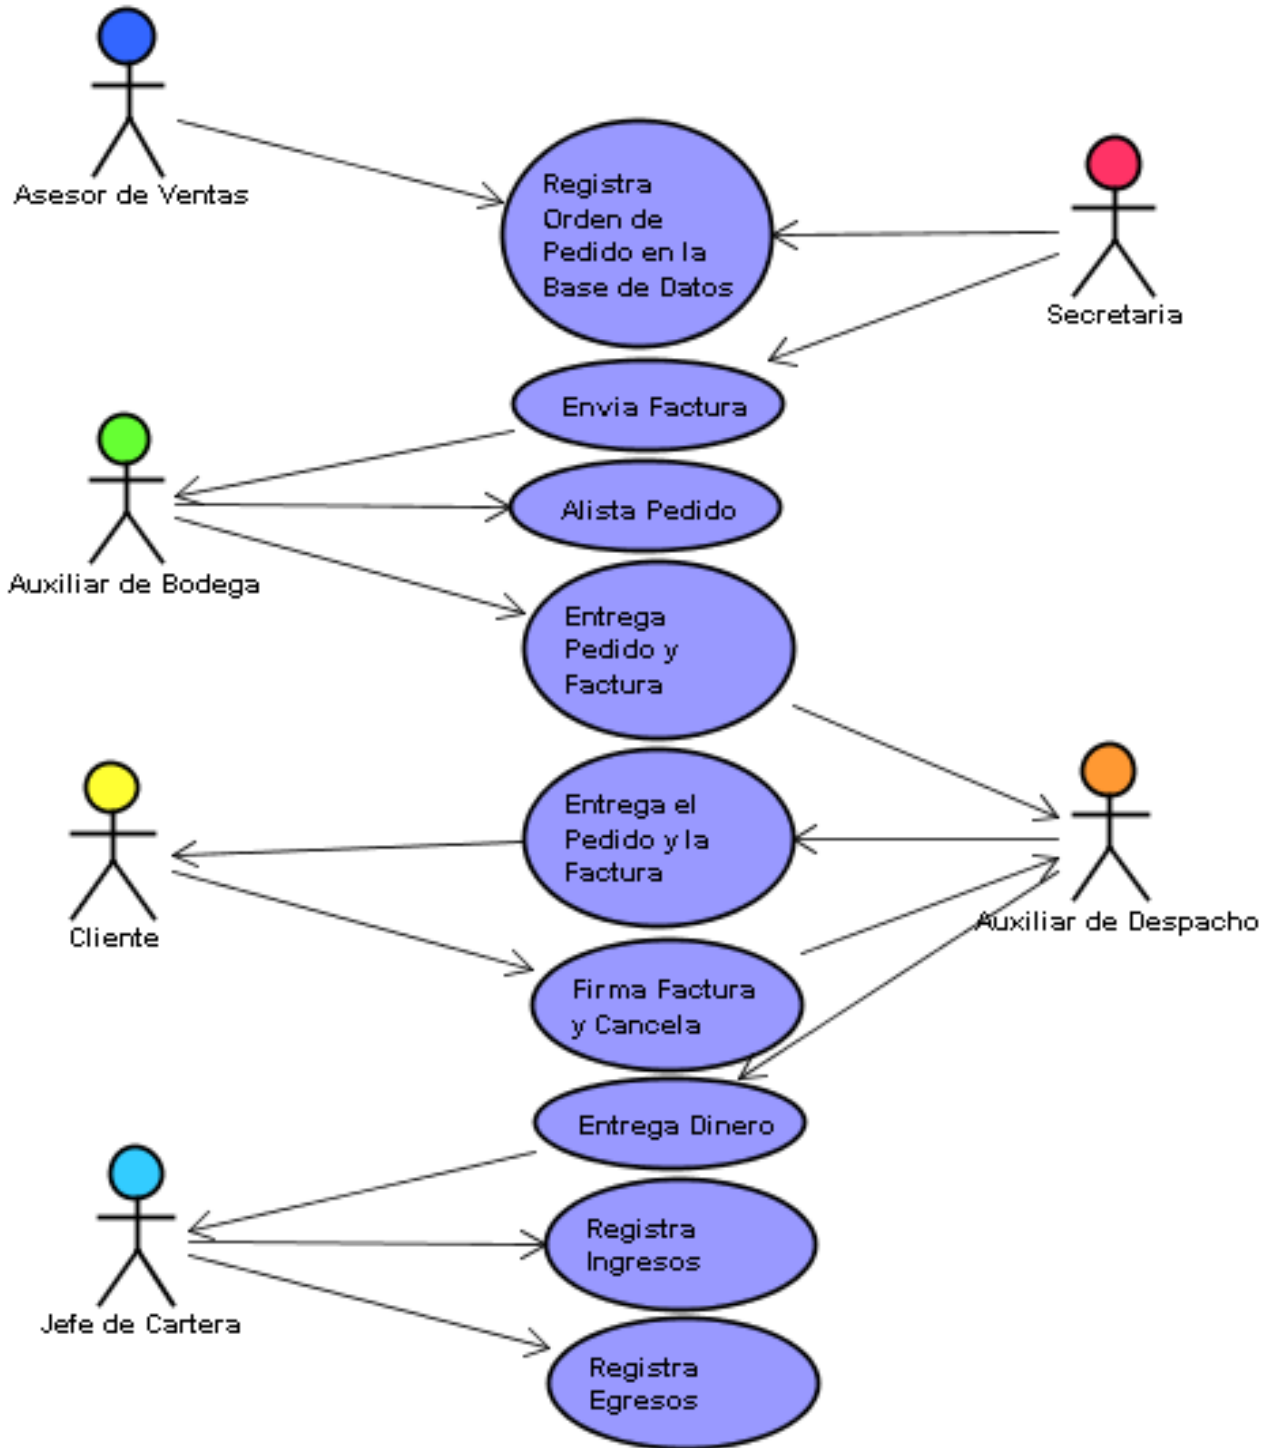 Asesor de Ventas
Registra
Orden de
Pedido en la
Base de Datos
Secretaria
Envia Factura
Alista Pedido
Auxiliar de Bodega
Entrega
Pedido y
Factura
Entrega el
Pedido y la
Factura
Cliente
Auxiliar de Despacho
Firma Factura
y Cancela
Entrega Dinero
Registra
Ingresos
Jefe de Cartera
Registra
Egresos